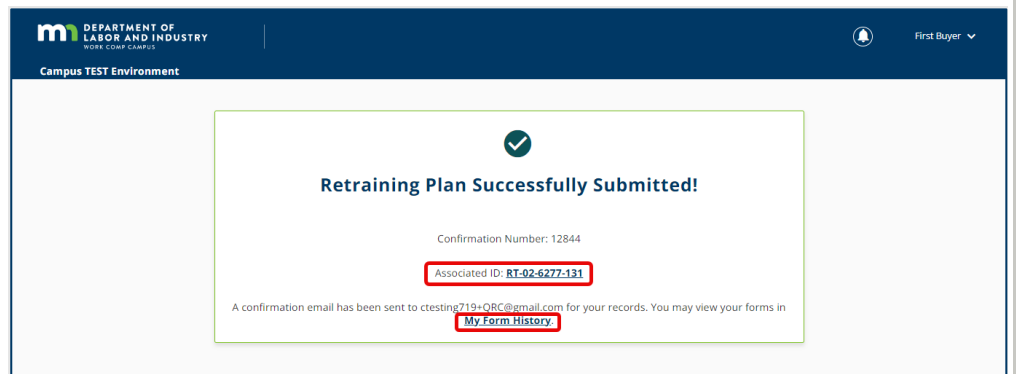 DEPARTMENT OF
LABOR AND INDUSTRY
WORK COMP CAMPUS
First Buyer
Campus TEST Environment
Retraining Plan Successfully Submitted!
Confirmation Number: 12844
Associated ID: RT-02-6277-131
A confirmation email has been sent to ctesting719+QRC@gmail.com for your records. You may view your forms in
My Form History.